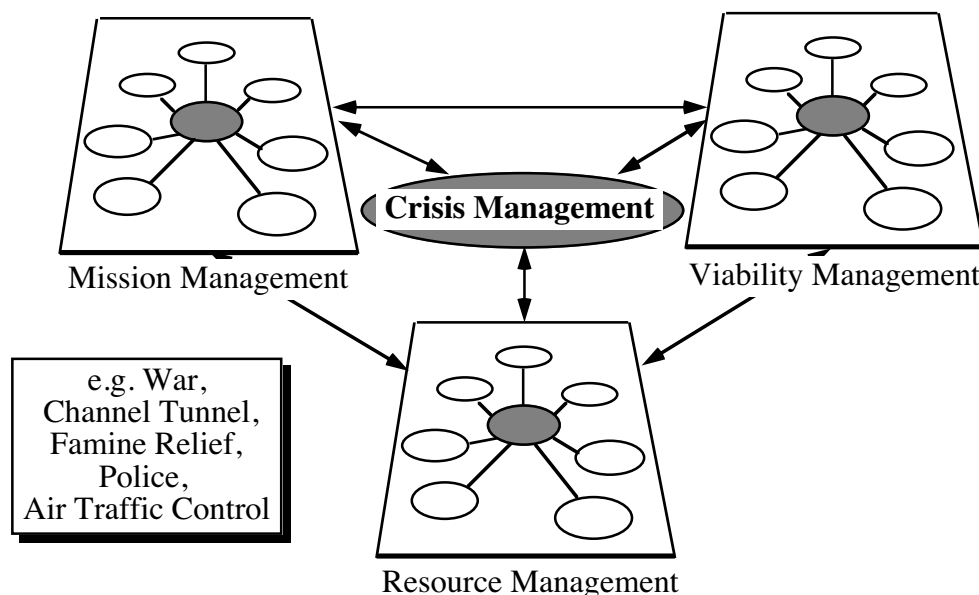 Crisis Management
Mission Management
Viability Management
e.g. War,
Channel Tunnel,
Famine Relief,
Police,
Air Traffic Control
Resource Management